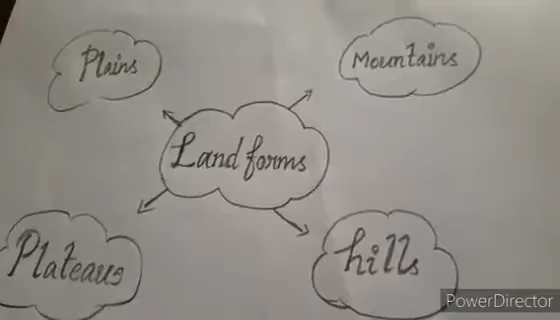 Plains
Mountains
Land forms
Plateaus
hills
PowerDirector